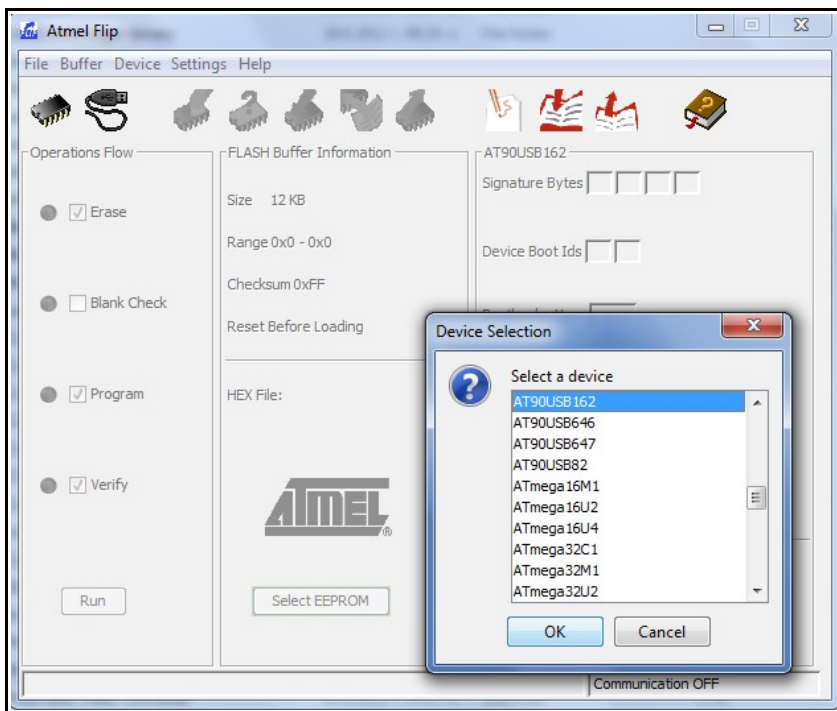 Atmel Flip
File Buffer Device Settings Help
Operations Flow
Erase
Blank Check
Program
Verify
Run
FLASH Buffer Information
Size 12 KB
Range 0x0 - 0x0
Checksum 0xFF
Reset Before Loading
HEX File:
ATMEL®
Select EEPROM
AT90USB162
Signature Bytes
Device Boot Ids
Device Selection
Select a device
AT90USB162
AT90USB646
AT90USB647
AT90USB82
ATmega16M1
ATmega16U2
ATmega16U4
ATmega32C1
ATmega32M1
ATmega32U2
OK Cancel
Communication OFF